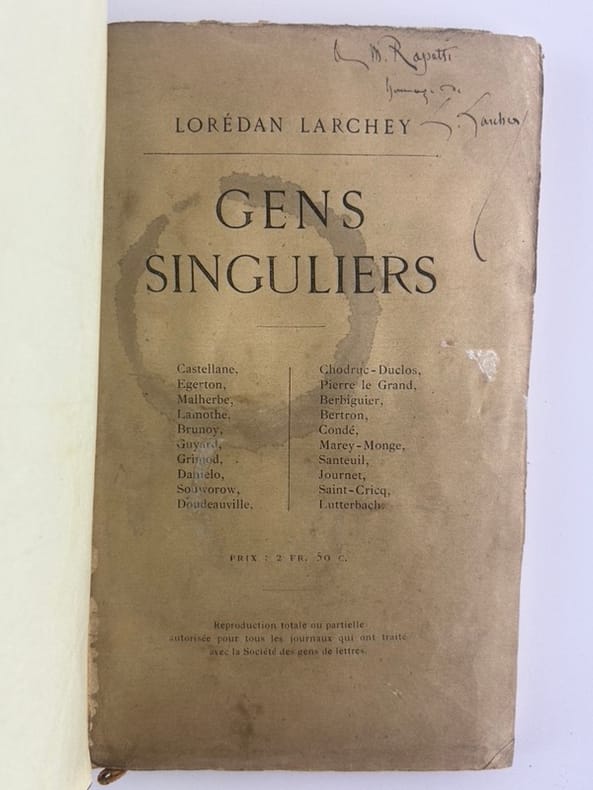 A M. Rapetti
hommage de
L. Larchey
LORÉDAN LARCHEY
GENS
SINGULIERS
Castellane,
Egerton,
Malherbe,
Lamothe,
Brunoy,
Guyard,
Grimod,
Daniélo,
Souworow,
Doudeauville,
Chodruc-Duclos,
Pierre le Grand,
Berbiguier,
Bertron,
Condé,
Marey-Monge,
Santeuil,
Journet,
Saint-Cricq,
Lutterbach.
PRIX : 2 FR. 50 C.
Reproduction totale ou partielle
autorisée pour tous les journaux qui ont traité
avec la Société des gens de lettres.